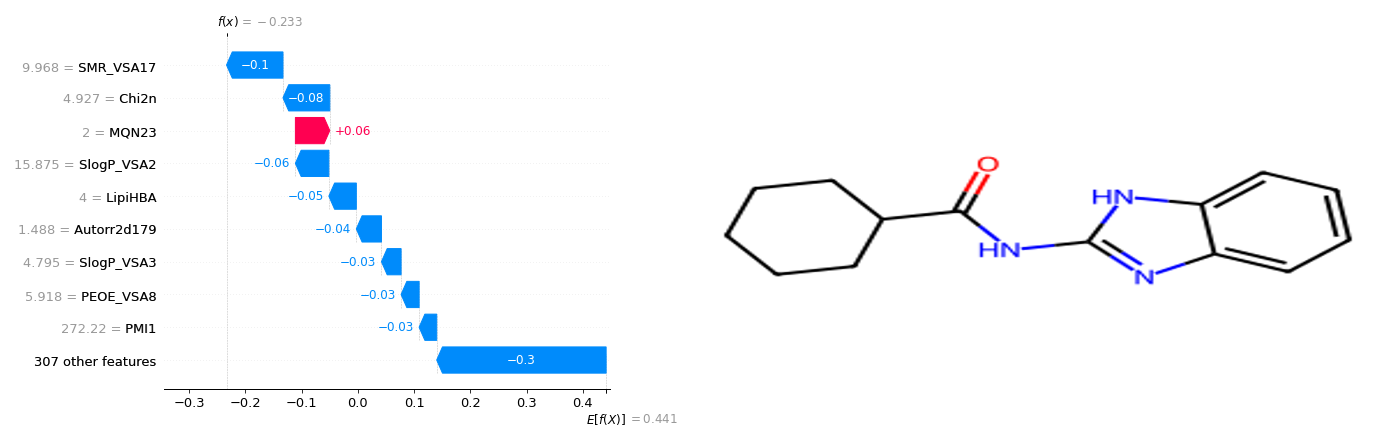 f(x) = −0.233
9.968 = SMR_VSA17
−0.1
4.927 = Chi2n
−0.08
2 = MQN23
+0.06
15.875 = SlogP_VSA2
−0.06
4 = LipiHBA
−0.05
1.488 = Autorr2d179
−0.04
4.795 = SlogP_VSA3
−0.03
5.918 = PEOE_VSA8
−0.03
272.22 = PMI1
−0.03
307 other features
−0.3
−0.3 −0.2 −0.1 0.0 0.1 0.2 0.3 0.4
E[f(X)] = 0.441
O
HN
HN
N